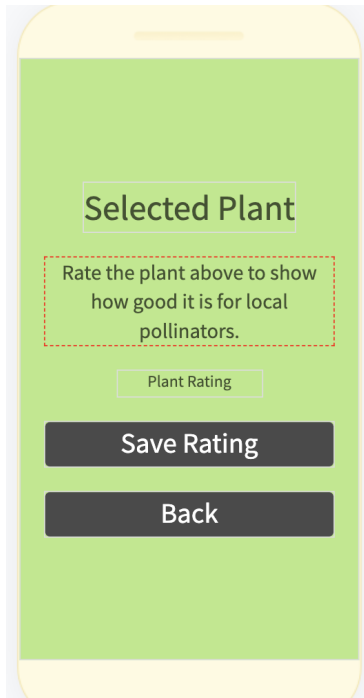 Selected Plant
Rate the plant above to show
how good it is for local
pollinators.
Plant Rating
Save Rating
Back